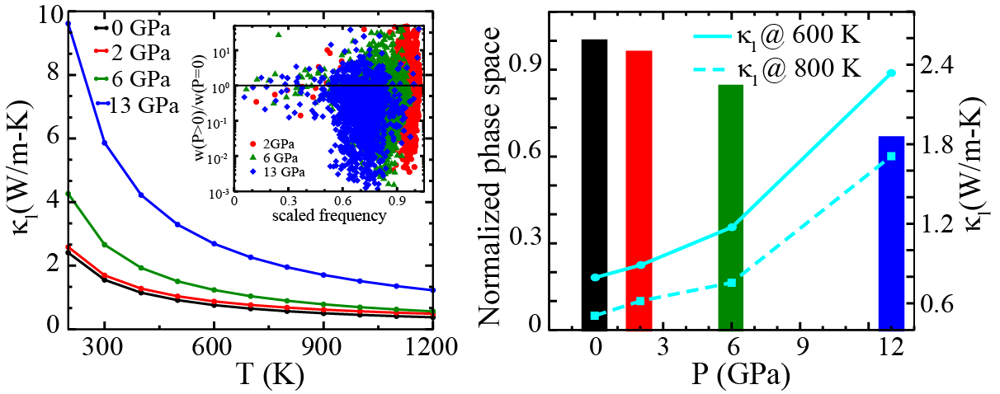 10
8
6
4
2
0
κl(W/m-K)
300
600
900
1200
T (K)
0 GPa
2 GPa
6 GPa
13 GPa
w(P>0)/w(P=0)
10^1
10^0
10^-1
10^-2
10^-3
2GPa
6 GPa
13 GPa
0
0.3
0.6
0.9
scaled frequency
Normalized phase space
0.9
0.6
0.3
0
κl @ 600 K
κl @ 800 K
2.4
1.8
1.2
0.6
κl(W/m-K)
0
3
6
9
12
P (GPa)